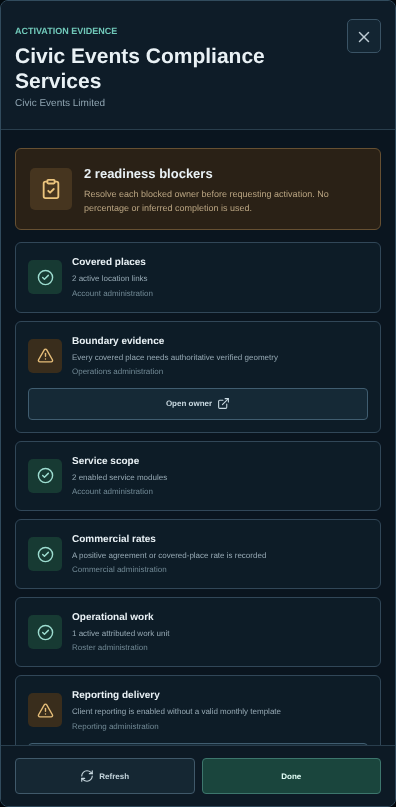 ACTIVATION EVIDENCE
Civic Events Compliance
Services
Civic Events Limited
2 readiness blockers
Resolve each blocked owner before requesting activation. No
percentage or inferred completion is used.
Covered places
2 active location links
Account administration
Boundary evidence
Every covered place needs authoritative verified geometry
Operations administration
Open owner
Service scope
2 enabled service modules
Account administration
Commercial rates
A positive agreement or covered-place rate is recorded
Commercial administration
Operational work
1 active attributed work unit
Roster administration
Reporting delivery
Client reporting is enabled without a valid monthly template
Reporting administration
Refresh
Done